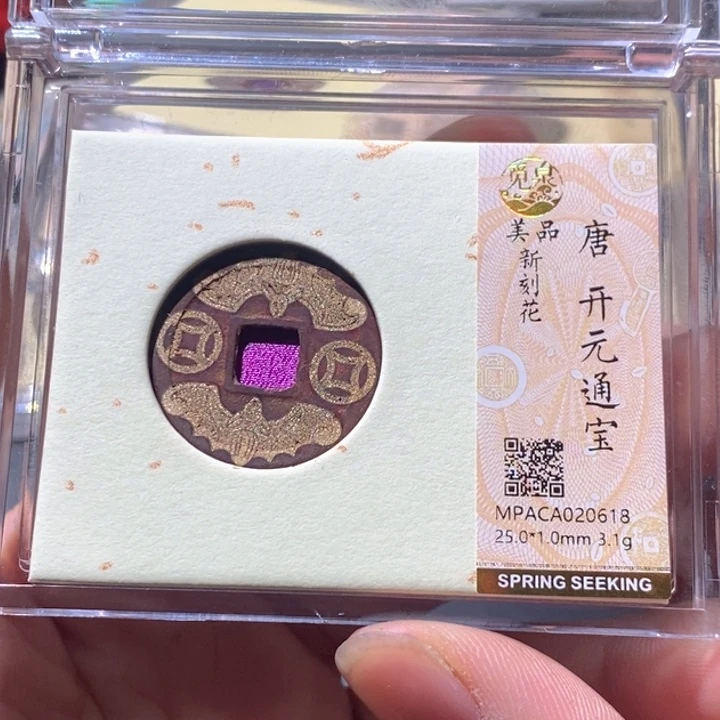 觅泉
美品
新刻花
唐 开元通宝
MPACA020618
25.0*1.0mm 3.1g
SPRING SEEKING